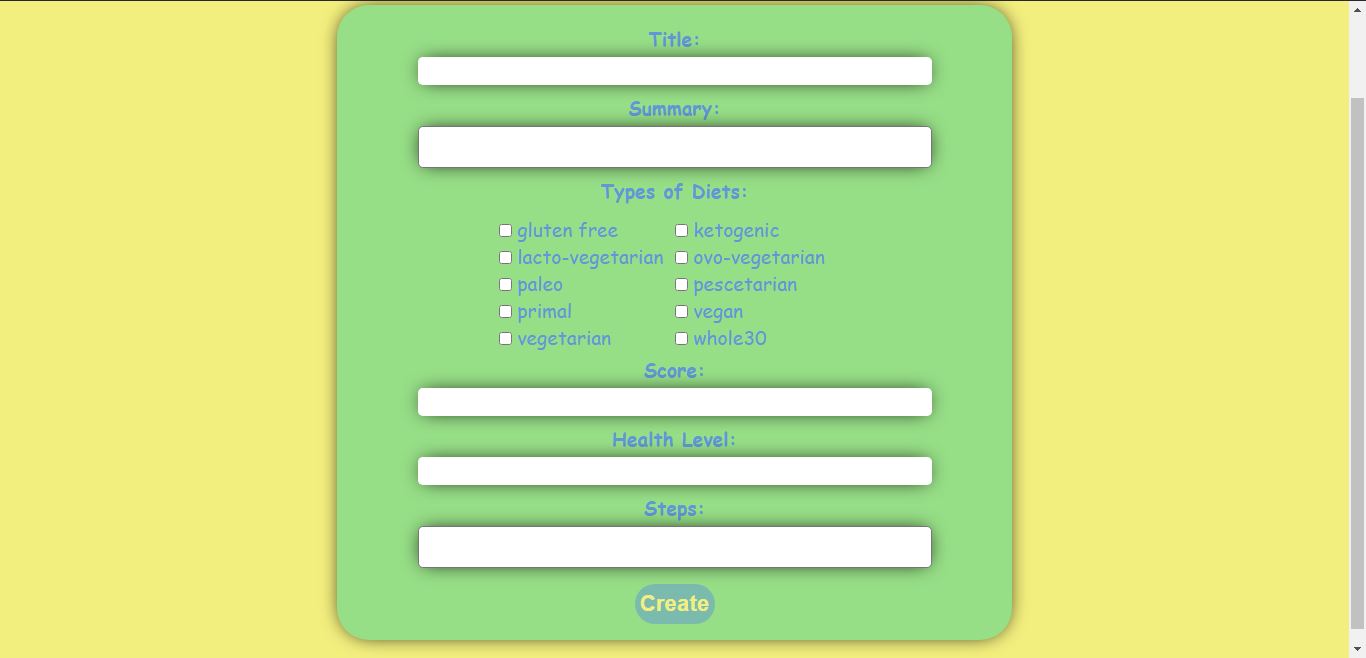 Title:
Summary:
Types of Diets:
gluten free ketogenic
lacto-vegetarian ovo-vegetarian
paleo pescetarian
primal vegan
vegetarian whole30
Score:
Health Level:
Steps:
Create